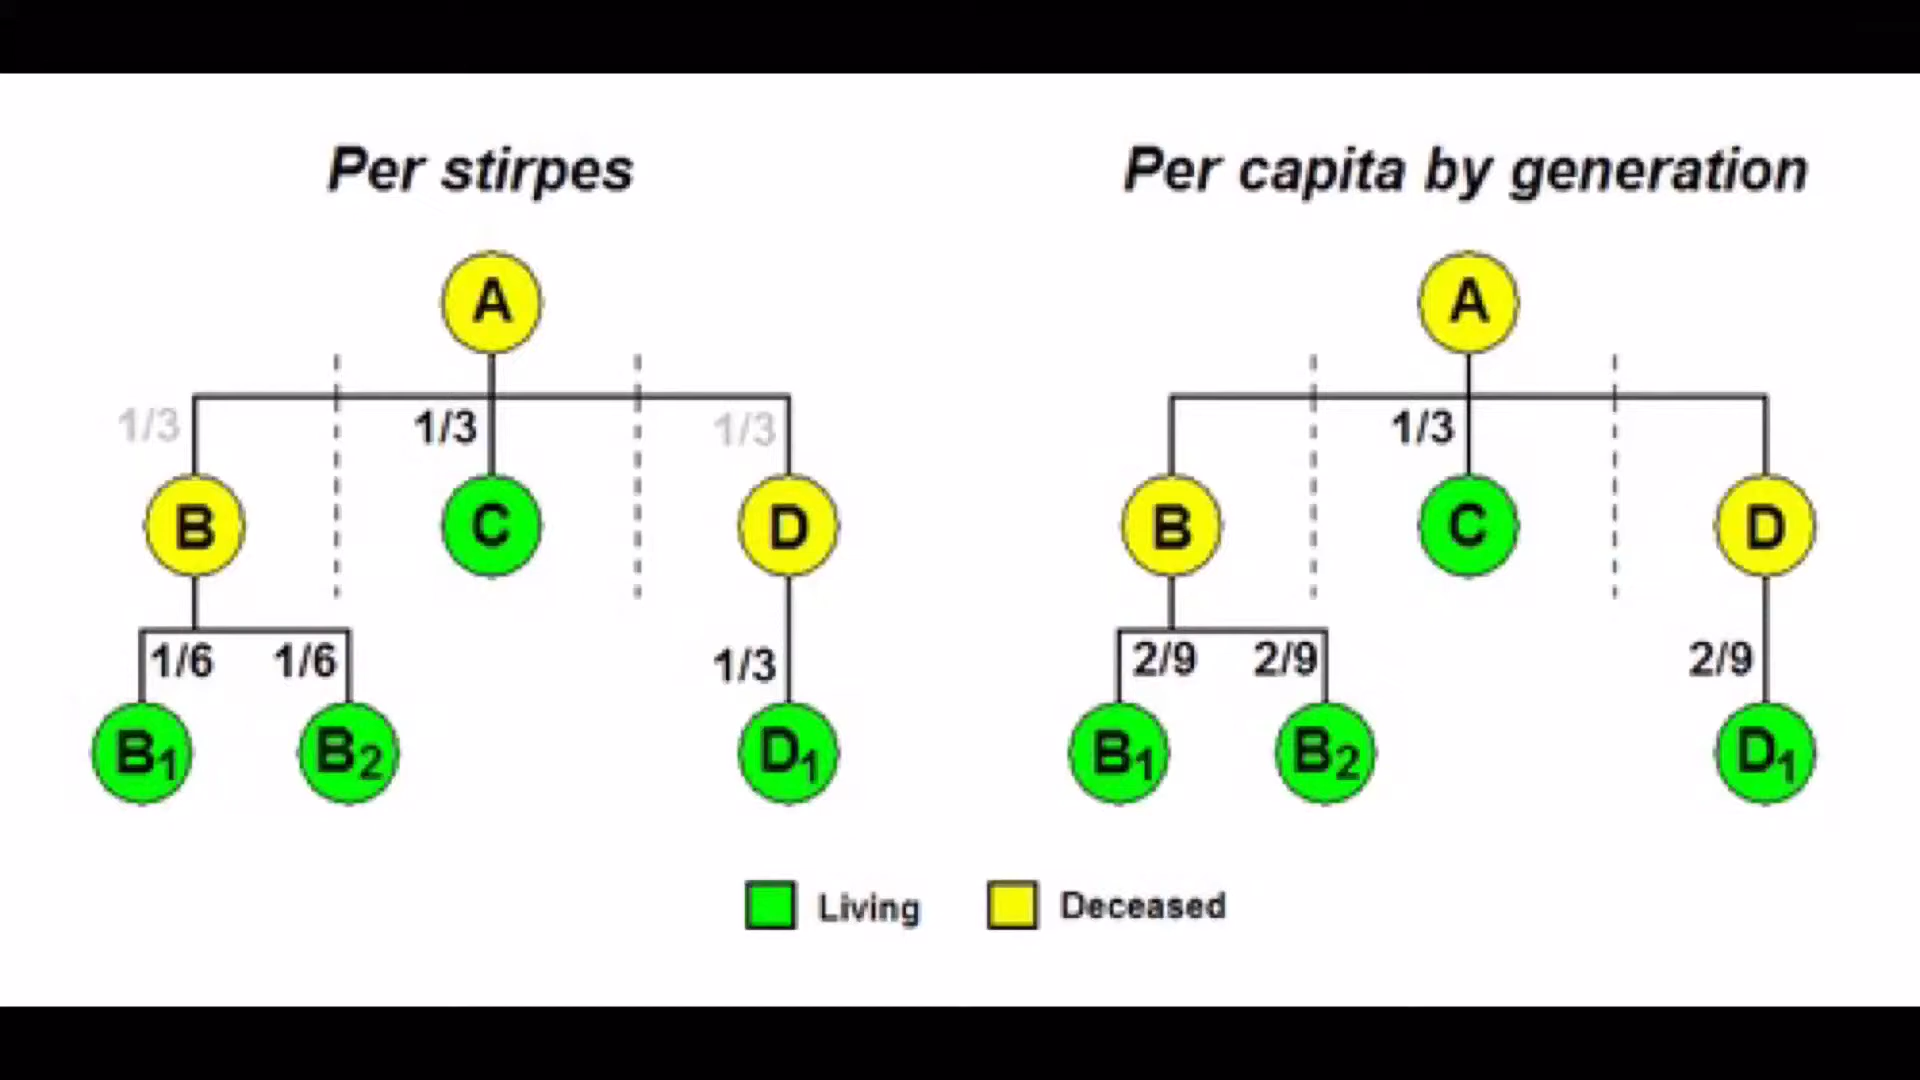 Per stirpes
A
1/3
1/3
1/3
B
C
D
1/6
1/6
1/3
B1
B2
D1
Per capita by generation
A
1/3
B
C
D
2/9
2/9
2/9
B1
B2
D1
Living
Deceased